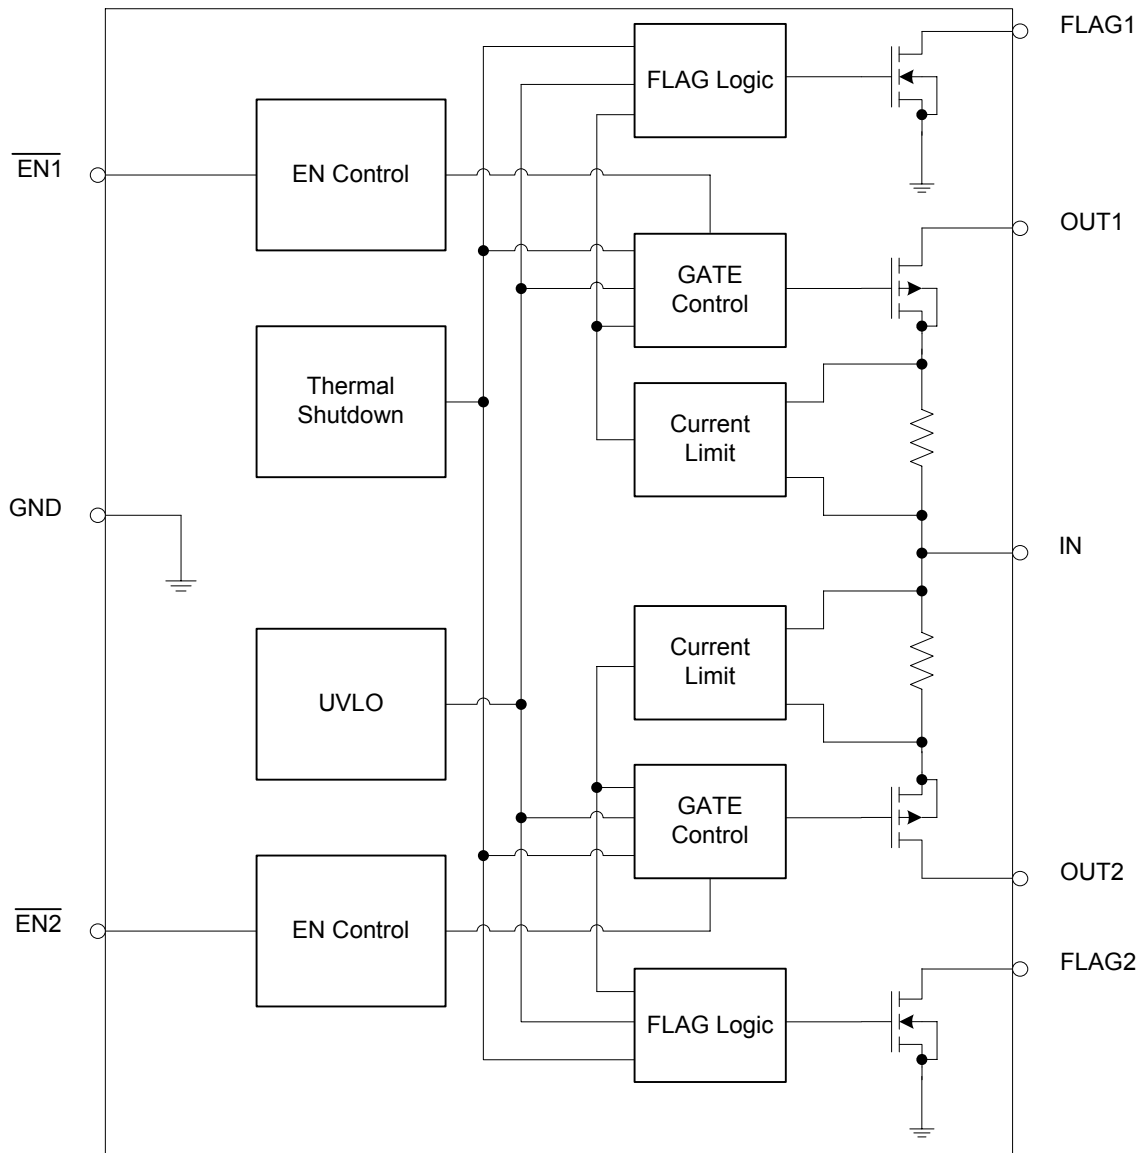 FLAG1
FLAG Logic
EN1
EN Control
OUT1
GATE
Control
Thermal
Shutdown
Current
Limit
GND
IN
Current
Limit
UVLO
GATE
Control
OUT2
EN2
EN Control
FLAG2
FLAG Logic